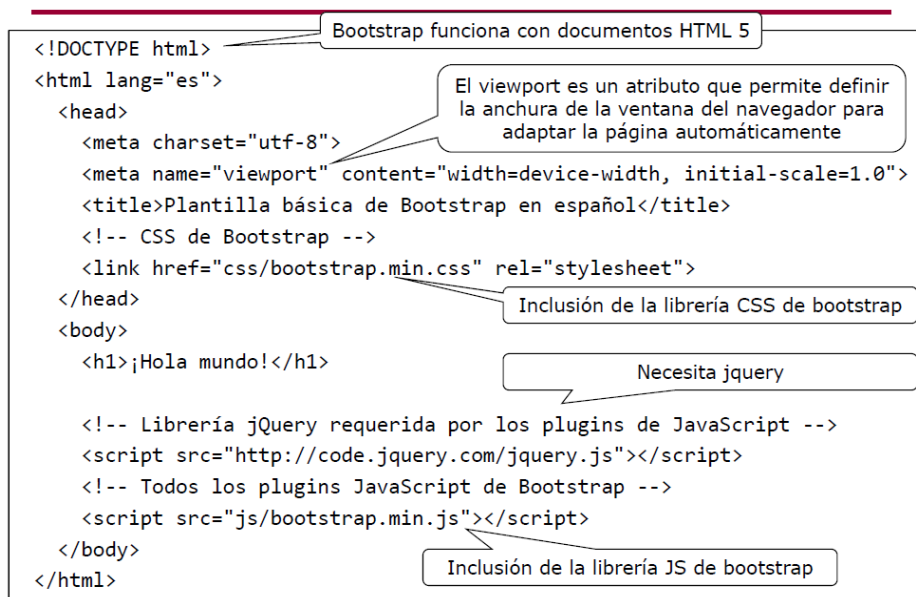 Bootstrap funciona con documentos HTML 5
<!DOCTYPE html>
<html lang="es">
El viewport es un atributo que permite definir
la anchura de la ventana del navegador para
adaptar la página automáticamente
<head>
<meta charset="utf-8">
<meta name="viewport" content="width=device-width, initial-scale=1.0">
<title>Plantilla básica de Bootstrap en español</title>
<!-- CSS de Bootstrap -->
<link href="css/bootstrap.min.css" rel="stylesheet">
</head>
Inclusión de la librería CSS de bootstrap
<body>
<h1>¡Hola mundo!</h1>
Necesita jquery
<!-- Librería jQuery requerida por los plugins de JavaScript -->
<script src="http://code.jquery.com/jquery.js"></script>
<!-- Todos los plugins JavaScript de Bootstrap -->
<script src="js/bootstrap.min.js"></script>
</body>
Inclusión de la librería JS de bootstrap
</html>